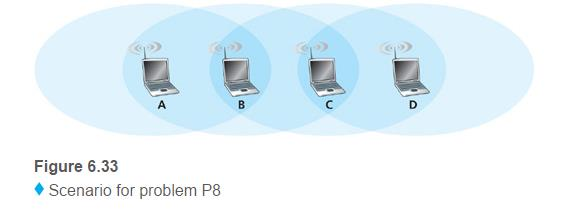 A B C D
Figure 6.33
♦ Scenario for problem P8